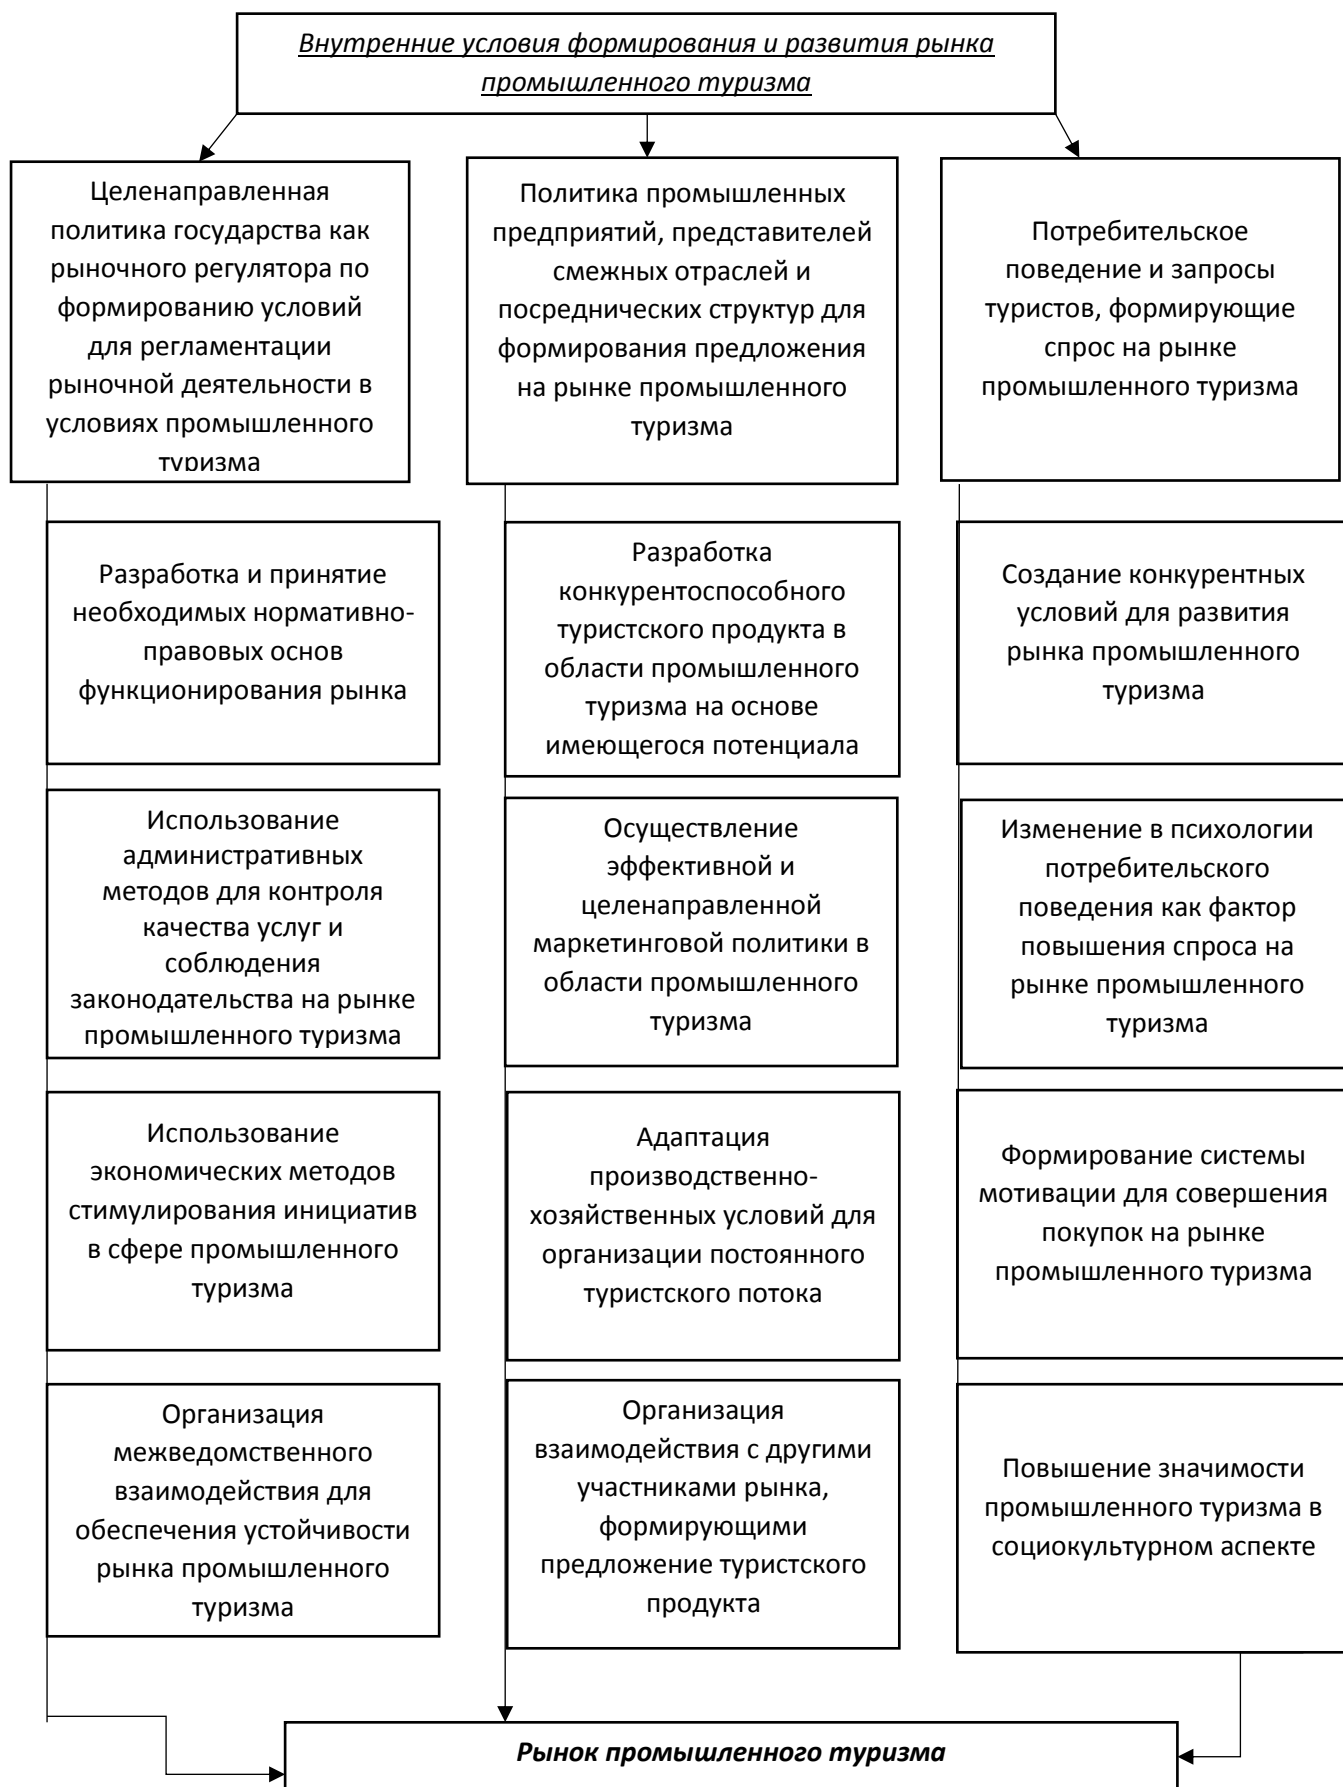 Внутренние условия формирования и развития рынка
промышленного туризма
Целенаправленная
политика государства как
рыночного регулятора по
формированию условий
для регламентации
рыночной деятельности в
условиях промышленного
туризма
Политика промышленных
предприятий, представителей
смежных отраслей и
посреднических структур для
формирования предложения
на рынке промышленного
туризма
Потребительское
поведение и запросы
туристов, формирующие
спрос на рынке
промышленного туризма
Разработка и принятие
необходимых нормативно-
правовых основ
функционирования рынка
Разработка
конкурентоспособного
туристского продукта в
области промышленного
туризма на основе
имеющегося потенциала
Создание конкурентных
условий для развития
рынка промышленного
туризма
Использование
административных
методов для контроля
качества услуг и
соблюдения
законодательства на рынке
промышленного туризма
Осуществление
эффективной и
целенаправленной
маркетинговой политики в
области промышленного
туризма
Изменение в психологии
потребительского
поведения как фактор
повышения спроса на
рынке промышленного
туризма
Использование
экономических методов
стимулирования инициатив
в сфере промышленного
туризма
Адаптация
производственно-
хозяйственных условий для
организации постоянного
туристского потока
Формирование системы
мотивации для совершения
покупок на рынке
промышленного туризма
Организация
межведомственного
взаимодействия для
обеспечения устойчивости
рынка промышленного
туризма
Организация
взаимодействия с другими
участниками рынка,
формирующими
предложение туристского
продукта
Повышение значимости
промышленного туризма в
социокультурном аспекте
Рынок промышленного туризма